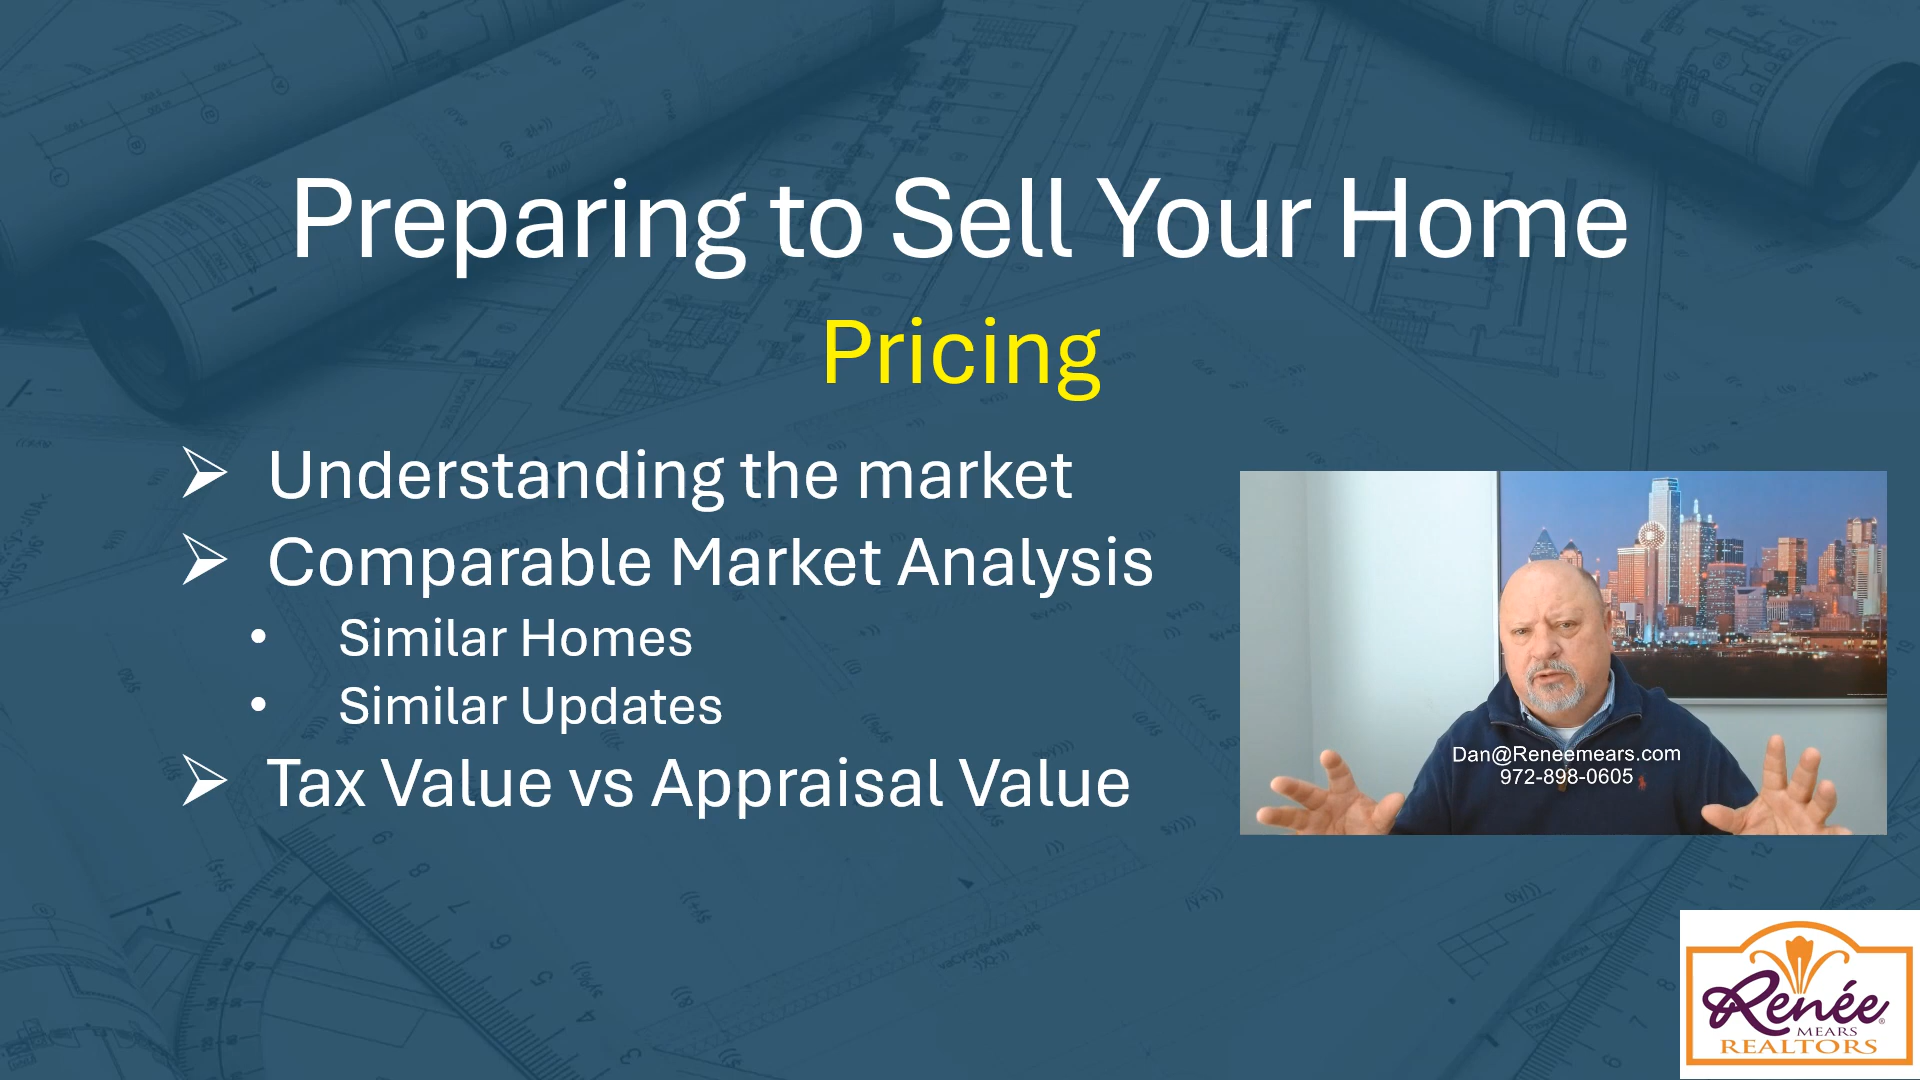 Preparing to Sell Your Home
Pricing
➢ Understanding the market
➢ Comparable Market Analysis
• Similar Homes
• Similar Updates
➢ Tax Value vs Appraisal Value
Dan@Reneemears.com
972-898-0605
Renée®
MEARS
REALTORS